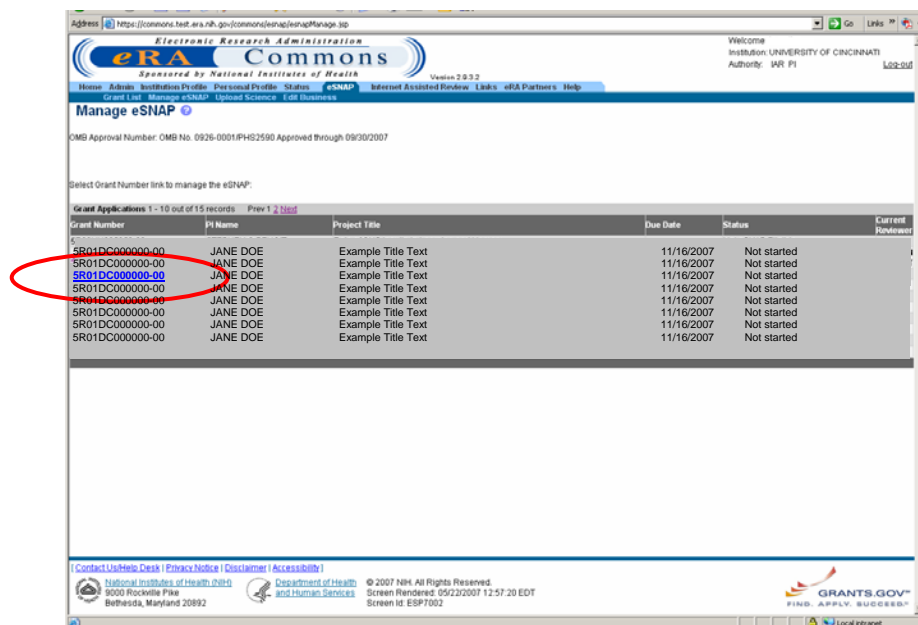 Address https://commons.test.era.nih.gov/commons/esnap/esnapManage.jsp Go Links »
Electronic Research Administration
eRA Commons
Sponsored by National Institutes of Health Version 2.9.3.2
Welcome
Institution: UNIVERSITY OF CINCINNATI
Authority: IAR PI Log-out
Home Admin Institution Profile Personal Profile Status eSNAP Internet Assisted Review Links eRA Partners Help
Grant List Manage eSNAP Upload Science Edit Business
Manage eSNAP ?
OMB Approval Number: OMB No. 0926-0001/PHS2590 Approved through 09/30/2007
Select Grant Number link to manage the eSNAP:
Grant Applications 1 - 10 out of 15 records Prev 1 2 Next
Grant Number PI Name Project Title Due Date Status Current Reviewer
5
5R01DC000000-00 JANE DOE Example Title Text 11/16/2007 Not started
5R01DC000000-00 JANE DOE Example Title Text 11/16/2007 Not started
5R01DC000000-00 JANE DOE Example Title Text 11/16/2007 Not started
5R01DC000000-00 JANE DOE Example Title Text 11/16/2007 Not started
5R01DC000000-00 JANE DOE Example Title Text 11/16/2007 Not started
5R01DC000000-00 JANE DOE Example Title Text 11/16/2007 Not started
5R01DC000000-00 JANE DOE Example Title Text 11/16/2007 Not started
5R01DC000000-00 JANE DOE Example Title Text 11/16/2007 Not started
[ Contact Us/Help Desk | Privacy Notice | Disclaimer | Accessibility ]
National Institutes of Health (NIH)
9000 Rockville Pike
Bethesda, Maryland 20892
Department of Health
and Human Services
© 2007 NIH. All Rights Reserved.
Screen Rendered: 05/22/2007 12:57:20 EDT
Screen Id: ESP7002
GRANTS.GOV℠
FIND. APPLY. SUCCEED.℠
Local intranet